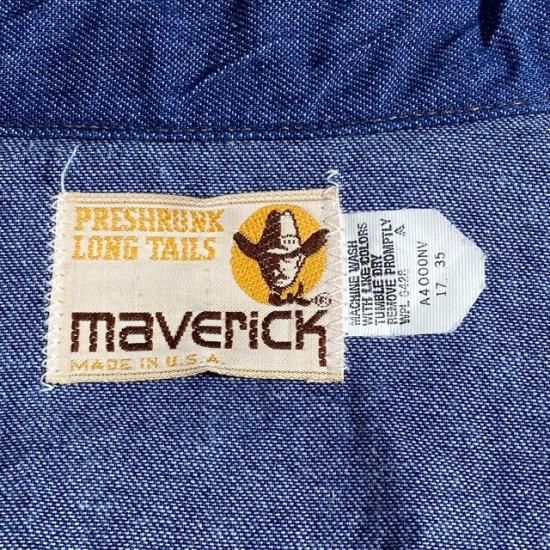 PRESHRUNK
LONG TAILS
®
maverick
MADE IN U.S.A.
MACHINE WASH
WITH LIKE COLORS
TUMBLE DRY
REMOVE PROMPTLY
WPL 9428 A
A4000NV
17 35